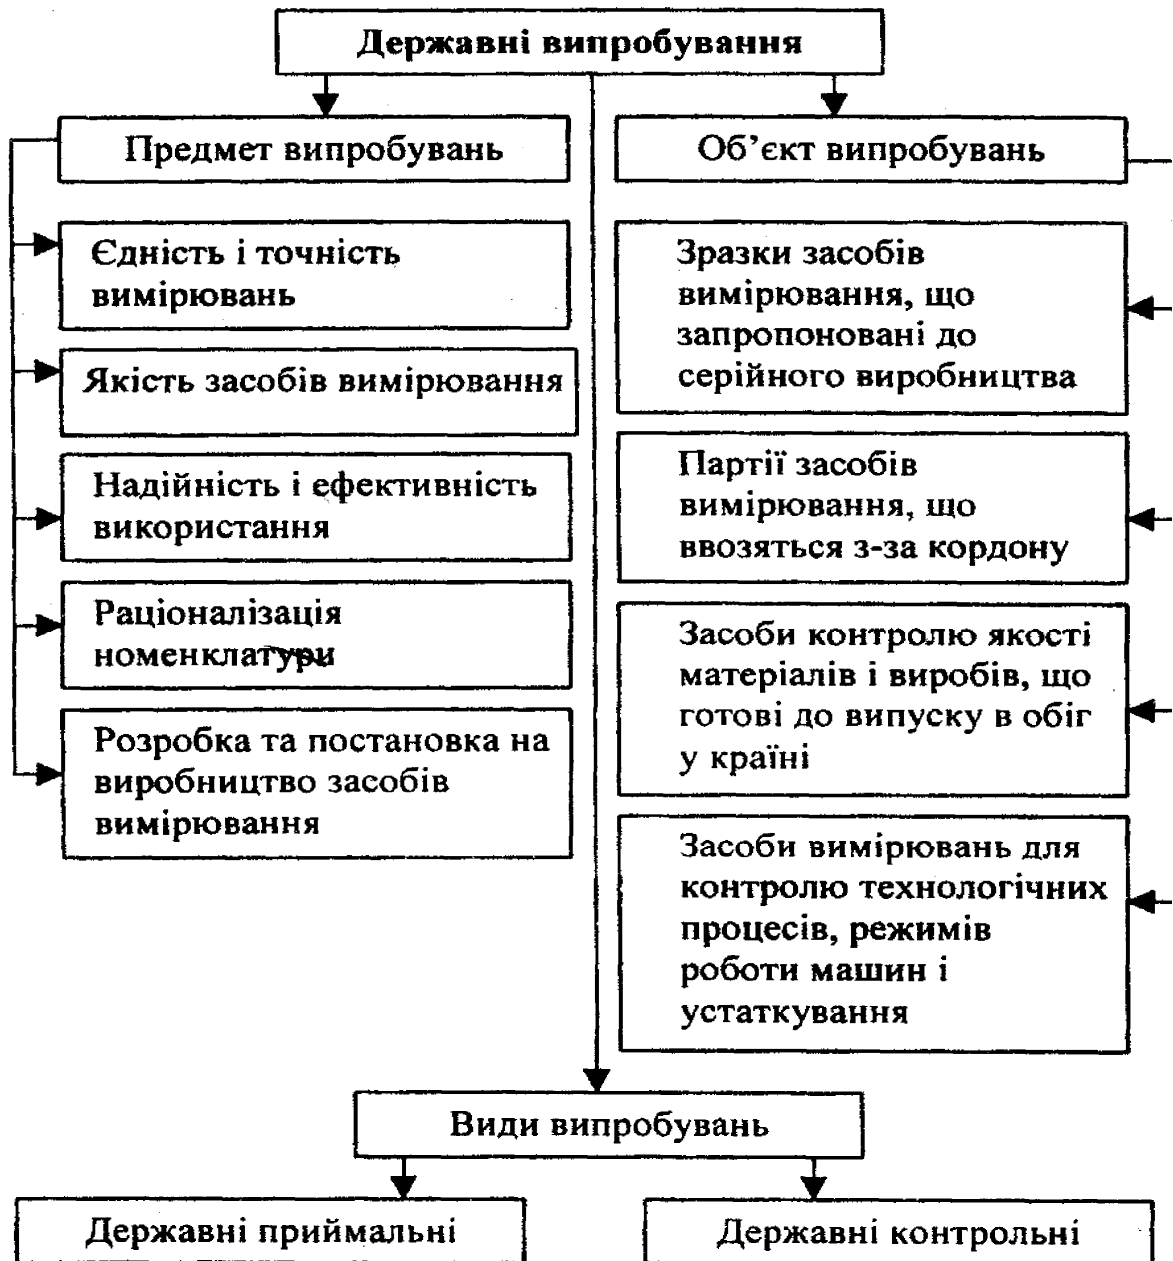 Державні випробування
Предмет випробувань
Єдність і точність
вимірювань
Якість засобів вимірювання
Надійність і ефективність
використання
Раціоналізація
номенклатури
Розробка та постановка на
виробництво засобів
вимірювання
Об’єкт випробувань
Зразки засобів
вимірювання, що
запропоновані до
серійного виробництва
Партії засобів
вимірювання, що
ввозяться з-за кордону
Засоби контролю якості
матеріалів і виробів, що
готові до випуску в обіг
у країні
Засоби вимірювань для
контролю технологічних
процесів, режимів
роботи машин і
устаткування
Види випробувань
Державні приймальні
Державні контрольні